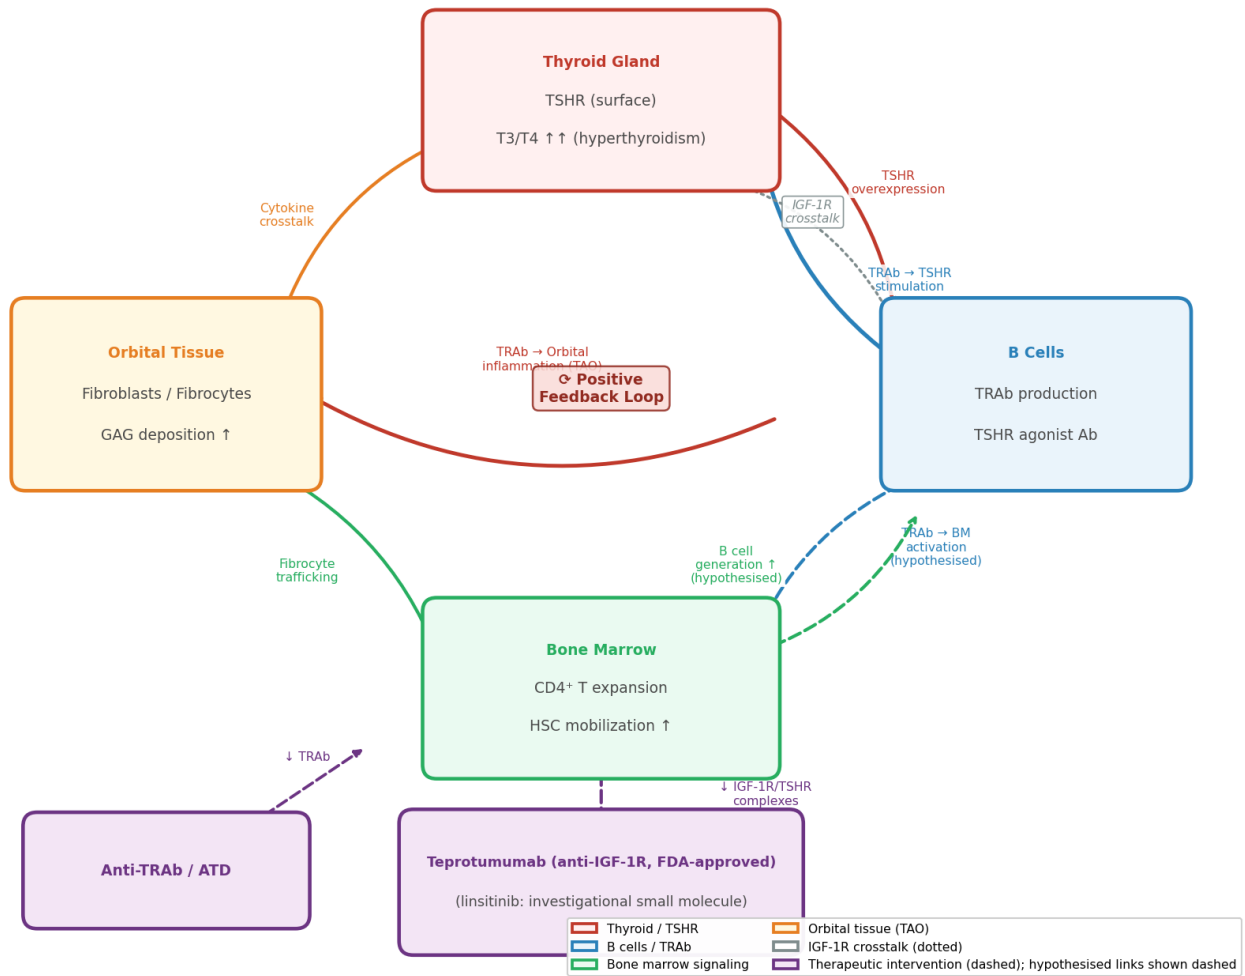 Thyroid Gland
TSHR (surface)
T3/T4 ↑↑ (hyperthyroidism)
TSHR
overexpression
IGF-1R
crosstalk
Cytokine
crosstalk
TRAb → TSHR
stimulation
Orbital Tissue
Fibroblasts / Fibrocytes
GAG deposition ↑
TRAb → Orbital
inflammation (TAO)
⟳ Positive
Feedback Loop
B Cells
TRAb production
TSHR agonist Ab
Fibrocyte
trafficking
B cell
generation ↑
(hypothesised)
TRAb → BM
activation
(hypothesised)
Bone Marrow
CD4⁺ T expansion
HSC mobilization ↑
↓ TRAb
↓ IGF-1R/TSHR
complexes
Anti-TRAb / ATD
Teprotumumab (anti-IGF-1R, FDA-approved)
(linsitinib: investigational small molecule)
Thyroid / TSHR
B cells / TRAb
Bone marrow signaling
Orbital tissue (TAO)
IGF-1R crosstalk (dotted)
Therapeutic intervention (dashed); hypothesised links shown dashed